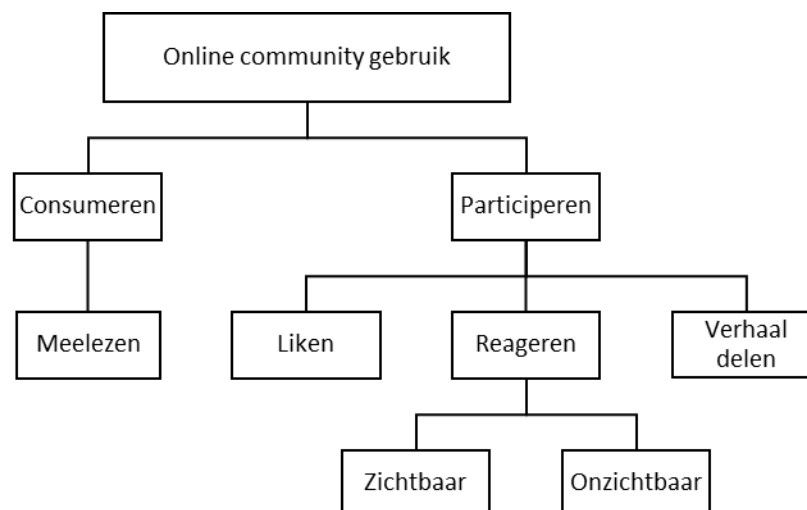 Online community gebruik
Consumeren
Participeren
Meelezen
Liken
Reageren
Verhaal
delen
Zichtbaar
Onzichtbaar